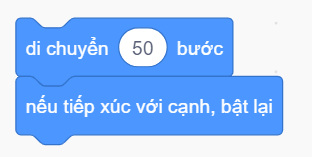 di chuyển 50 bước
nếu tiếp xúc với cạnh, bật lại